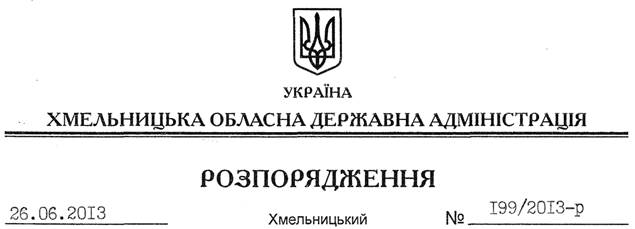 УКРАЇНА
ХМЕЛЬНИЦЬКА ОБЛАСНА ДЕРЖАВНА АДМІНІСТРАЦІЯ
РОЗПОРЯДЖЕННЯ
26.06.2013 Хмельницький № 199/2013-р